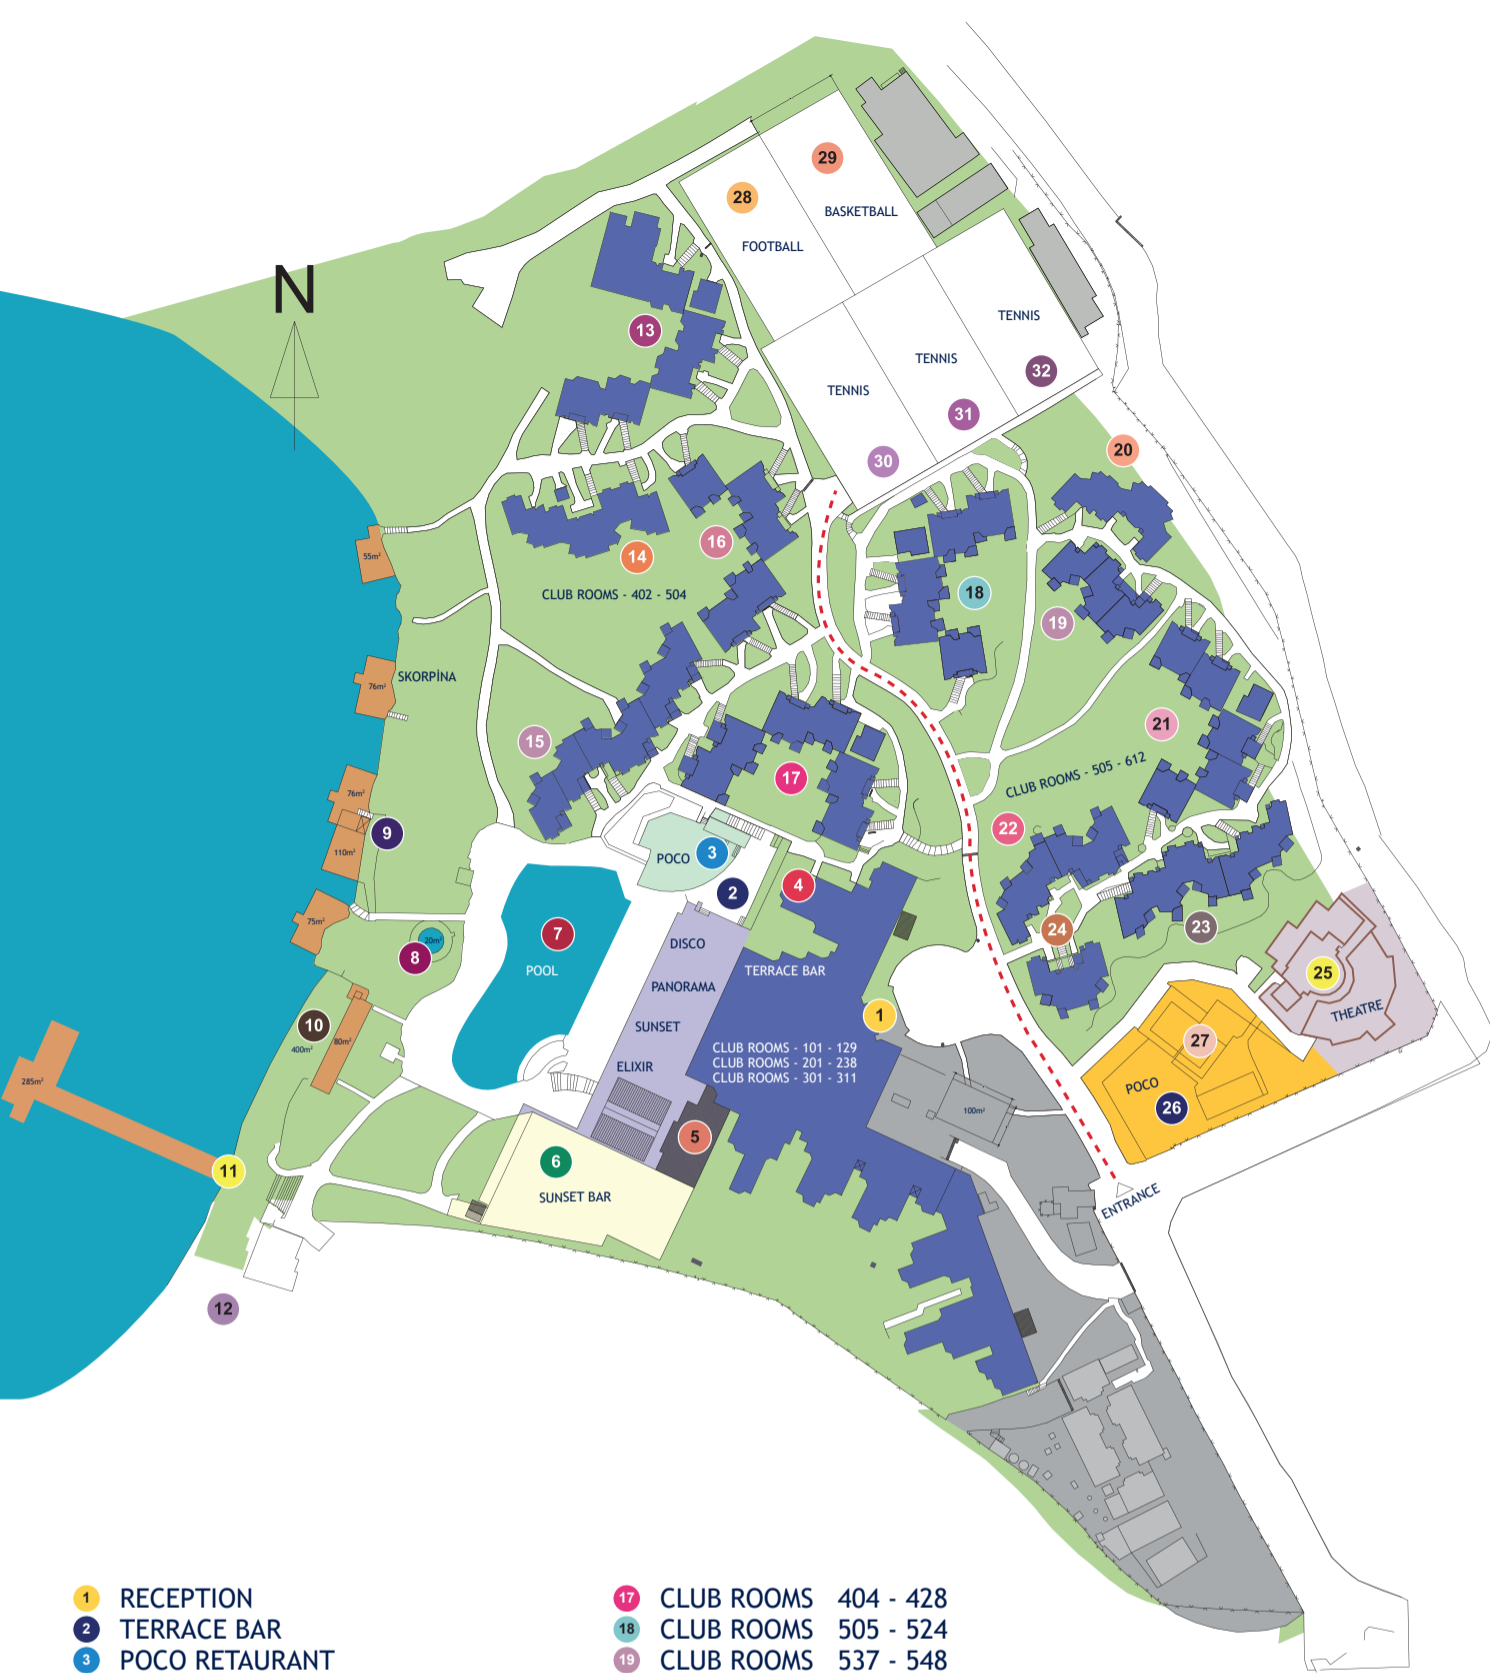 29
28
BASKETBALL
FOOTBALL
N
13
TENNIS
TENNIS
32
TENNIS
31
20
30
55m²
16
14
18
CLUB ROOMS - 402 - 504
19
SKORPİNA
76m²
21
15
17
CLUB ROOMS - 505 - 612
76m²
22
9
110m²
POCO
3
4
2
75m²
7
24
23
20m²
DISCO
8
POOL
TERRACE BAR
25
PANORAMA
THEATRE
1
10
SUNSET
27
400m²
80m²
CLUB ROOMS - 101 - 129
CLUB ROOMS - 201 - 238
CLUB ROOMS - 301 - 311
ELIXIR
285m²
POCO
100m²
26
5
6
11
SUNSET BAR
ENTRANCE
12
1 RECEPTION
2 TERRACE BAR
3 POCO RETAURANT
17 CLUB ROOMS 404 - 428
18 CLUB ROOMS 505 - 524
19 CLUB ROOMS 537 - 548